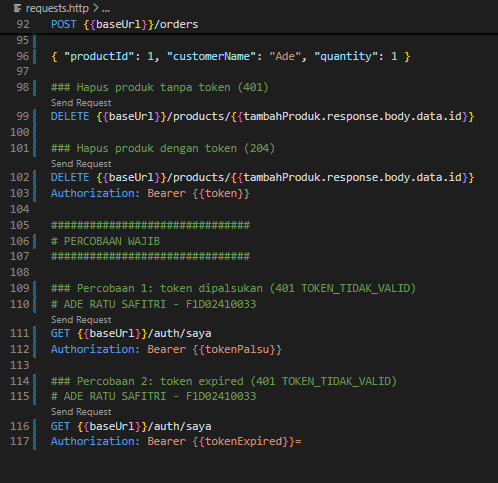 requests.http > ...
92 POST {{baseUrl}}/orders
95
96 { "productId": 1, "customerName": "Ade", "quantity": 1 }
97
98 ### Hapus produk tanpa token (401)
Send Request
99 DELETE {{baseUrl}}/products/{{tambahProduk.response.body.data.id}}
100
101 ### Hapus produk dengan token (204)
Send Request
102 DELETE {{baseUrl}}/products/{{tambahProduk.response.body.data.id}}
103 Authorization: Bearer {{token}}
104
105 ###############################
106 # PERCOBAAN WAJIB
107 ###############################
108
109 ### Percobaan 1: token dipalsukan (401 TOKEN_TIDAK_VALID)
110 # ADE RATU SAFITRI - F1D02410033
Send Request
111 GET {{baseUrl}}/auth/saya
112 Authorization: Bearer {{tokenPalsu}}
113
114 ### Percobaan 2: token expired (401 TOKEN_TIDAK_VALID)
115 # ADE RATU SAFITRI - F1D02410033
Send Request
116 GET {{baseUrl}}/auth/saya
117 Authorization: Bearer {{tokenExpired}}=